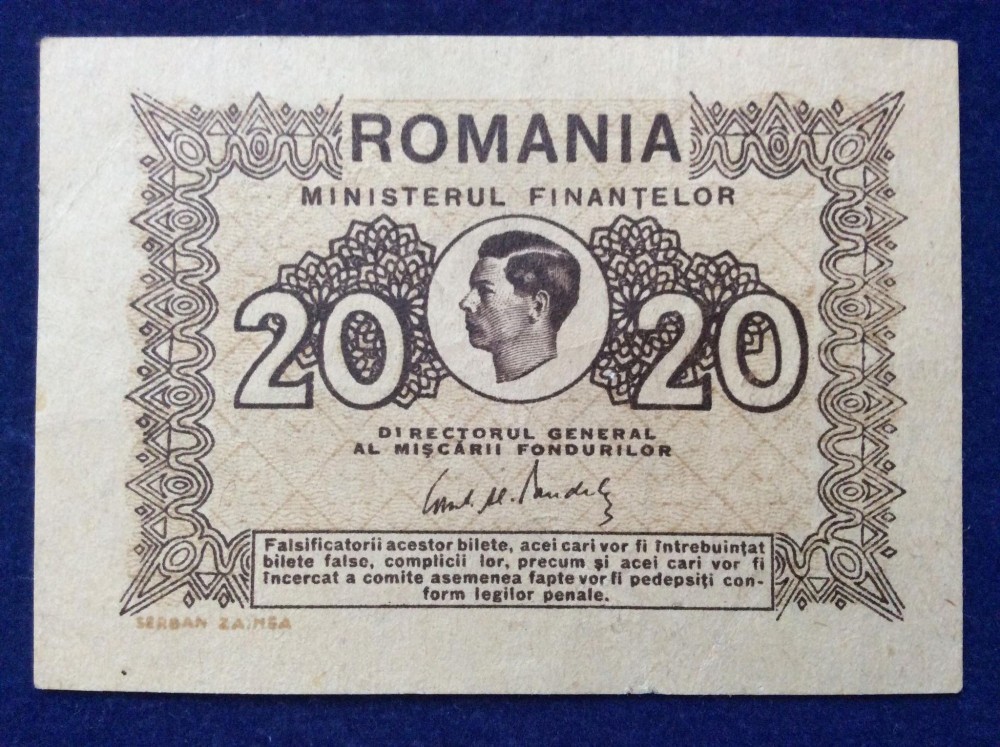 ROMANIA
MINISTERUL FINANȚELOR
20 20
DIRECTORUL GENERAL
AL MIȘCĂRII FONDURILOR
Falsificatorii acestor bilete, acei cari vor fi întrebuințat
bilete false, complicii lor, precum și acei cari vor fi
încercat a comite asemenea fapte vor fi pedepsiți con-
form legilor penale.
SERBAN ZAINEA